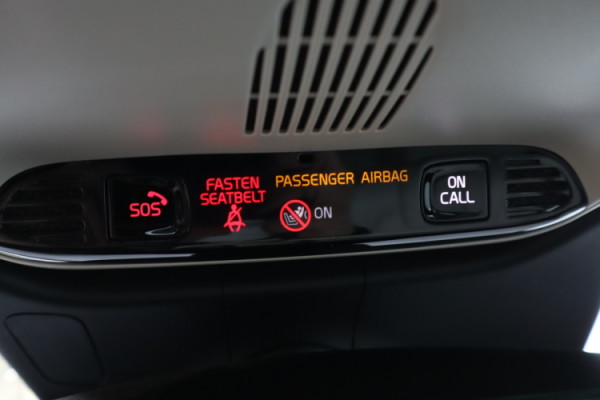 SOS
FASTEN
SEATBELT
PASSENGER AIRBAG
ON
ON
CALL